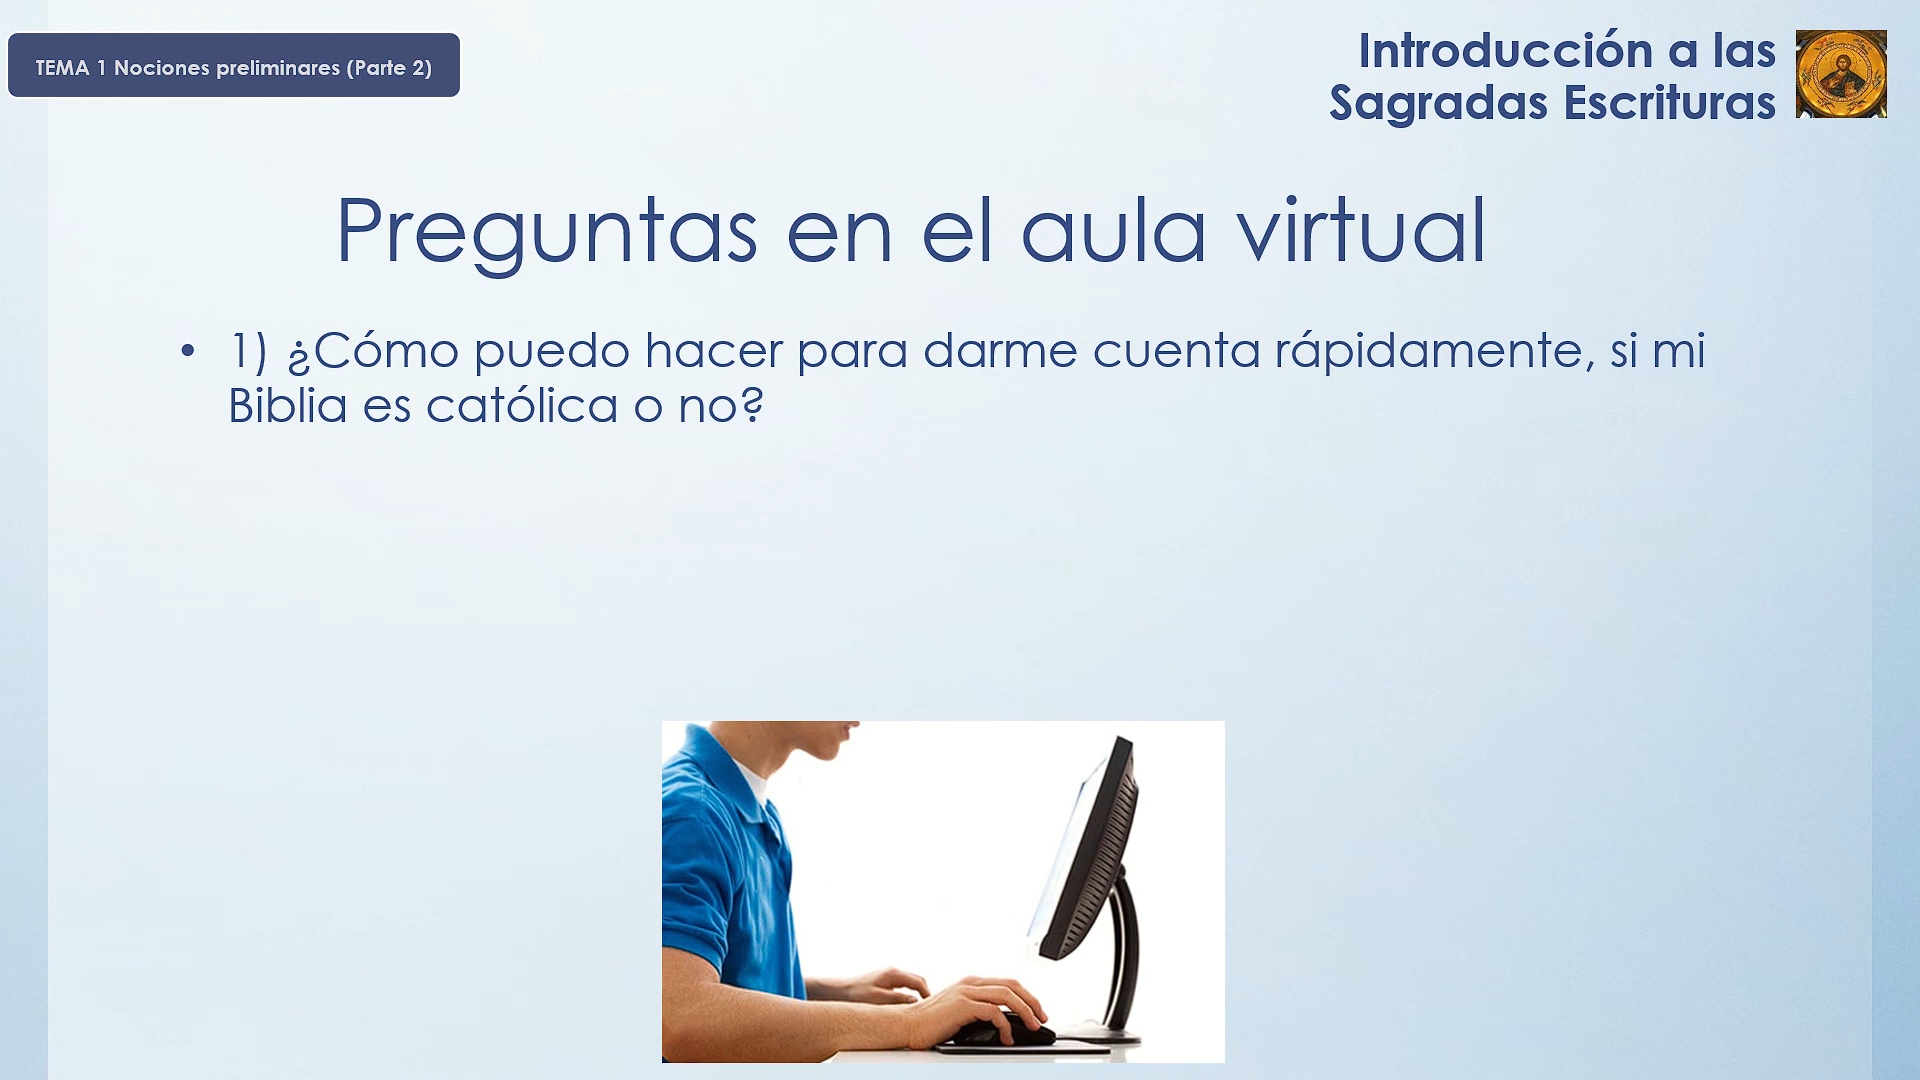 TEMA 1 Nociones preliminares (Parte 2)
Introducción a las
Sagradas Escrituras
Preguntas en el aula virtual
• 1) ¿Cómo puedo hacer para darme cuenta rápidamente, si mi
Biblia es católica o no?